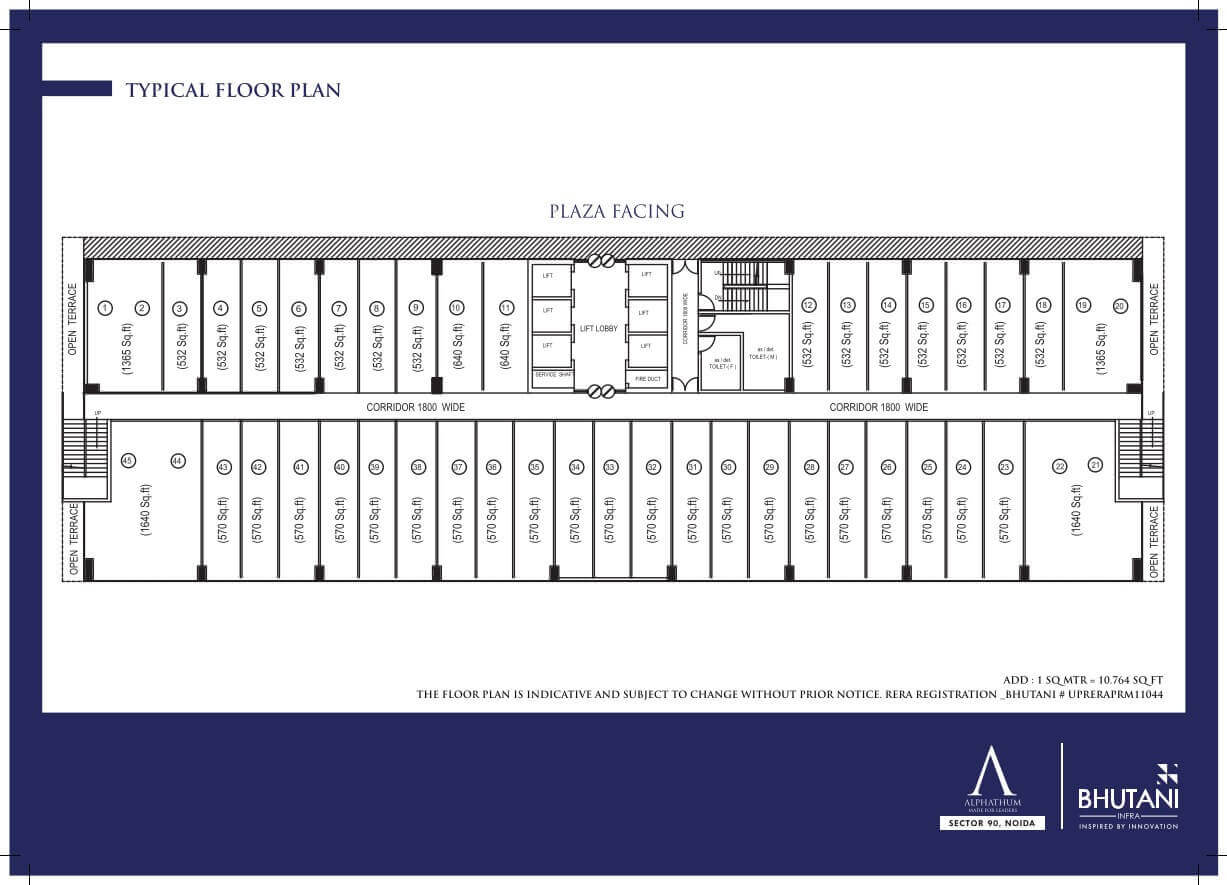 TYPICAL FLOOR PLAN
PLAZA FACING
OPEN TERRACE
1 2 3 4 5 6 7 8 9 10 11
(1365 Sq.ft) (532 Sq.ft) (532 Sq.ft) (532 Sq.ft) (532 Sq.ft) (532 Sq.ft) (532 Sq.ft) (532 Sq.ft) (640 Sq.ft) (640 Sq.ft)
LIFT
LIFT
LIFT
SERVICE SHAFT
LIFT LOBBY
LIFT
LIFT
LIFT
FIRE DUCT
CORRIDOR 1800 WIDE
UP
DN
TOILET-( F )
TOILET-( M )
12 13 14 15 16 17 18 19 20
(532 Sq.ft) (532 Sq.ft) (532 Sq.ft) (532 Sq.ft) (532 Sq.ft) (532 Sq.ft) (532 Sq.ft) (1365 Sq.ft)
OPEN TERRACE
CORRIDOR 1800 WIDE CORRIDOR 1800 WIDE
UP UP
45 44 43 42 41 40 39 38 37 36 35 34 33 32 31 30 29 28 27 26 25 24 23 22 21
(1640 Sq.ft) (570 Sq.ft) (570 Sq.ft) (570 Sq.ft) (570 Sq.ft) (570 Sq.ft) (570 Sq.ft) (570 Sq.ft) (570 Sq.ft) (570 Sq.ft) (570 Sq.ft) (570 Sq.ft) (570 Sq.ft) (570 Sq.ft) (570 Sq.ft) (570 Sq.ft) (570 Sq.ft) (570 Sq.ft) (570 Sq.ft) (570 Sq.ft) (570 Sq.ft) (570 Sq.ft) (1640 Sq.ft)
OPEN TERRACE OPEN TERRACE
ADD : 1 SQ MTR = 10.764 SQ FT
THE FLOOR PLAN IS INDICATIVE AND SUBJECT TO CHANGE WITHOUT PRIOR NOTICE. RERA REGISTRATION _BHUTANI # UPRERAPRM11044
ALPHATHUM
MADE FOR LEADERS
SECTOR 90, NOIDA
BHUTANI
INFRA
INSPIRED BY INNOVATION